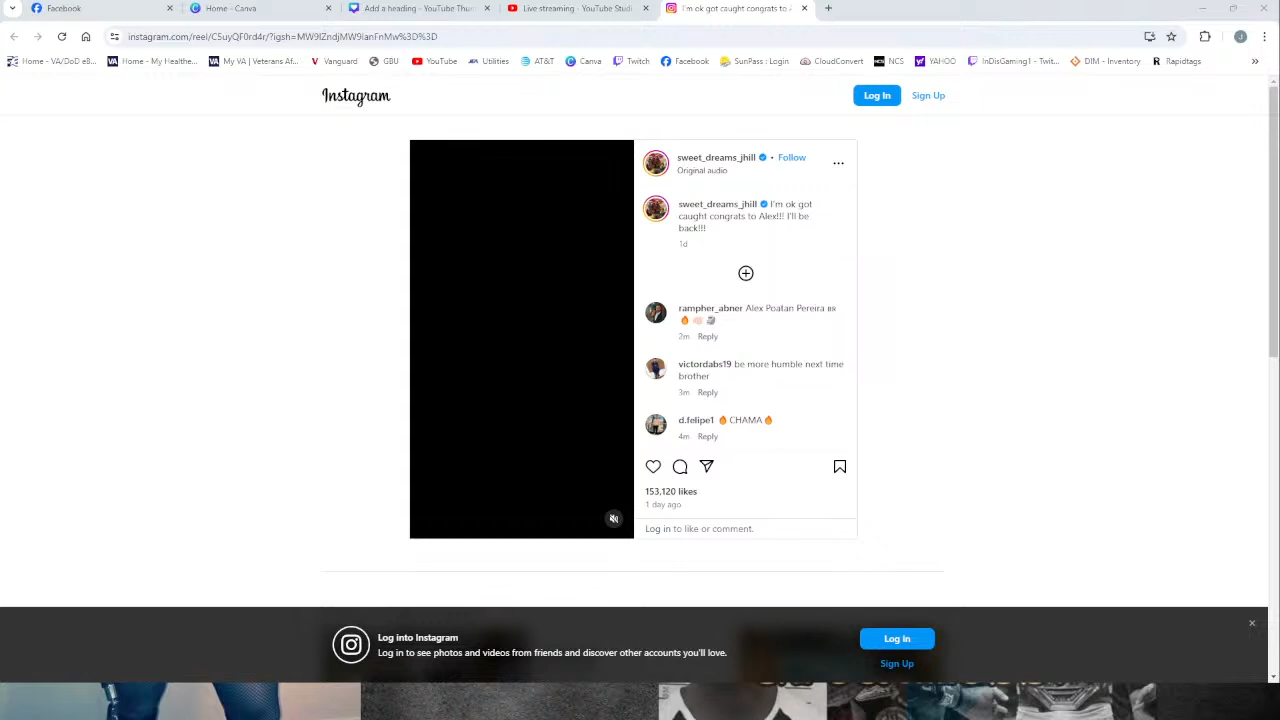 Facebook
Home - Canva
Add a heading - YouTube Thu
Live streaming - YouTube Studi
I'm ok got caught congrats to A
instagram.com/reel/C5uyQF0rd4r/?igsh=MW9lZndjMW9IanFnMw%3D%3D
J
Home - VA/DoD eB...
VA Home - My Healthe...
VA My VA | Veterans Af...
V Vanguard
GBU
YouTube
Utilities
AT&T
Canva
Twitch
Facebook
SunPass : Login
CloudConvert
NCS NCS
YAHOO
InDisGaming1 - Twit...
DIM - Inventory
R Rapidtags
Instagram
Log In
Sign Up
sweet_dreams_jhill • Follow
Original audio
sweet_dreams_jhill I'm ok got
caught congrats to Alex!!! I'll be
back!!!
1d
rampher_abner Alex Poatan Pereira 🇧🇷
🔥 🗿
2m Reply
victordabs19 be more humble next time
brother
3m Reply
d.felipe1 🔥 CHAMA🔥
4m Reply
153,120 likes
1 day ago
Log in to like or comment.
Log into Instagram
Log in to see photos and videos from friends and discover other accounts you'll love.
Log In
Sign Up